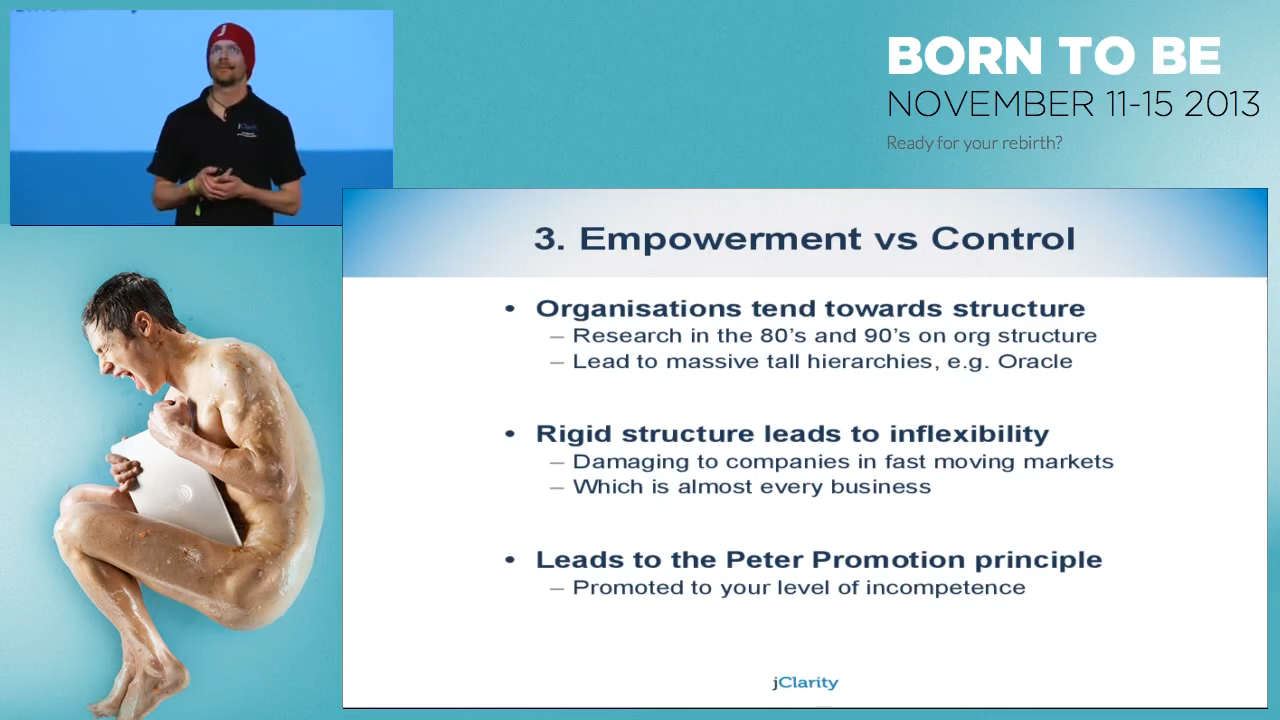 J
jClarity
BORN TO BE
NOVEMBER 11-15 2013
Ready for your rebirth?
3. Empowerment vs Control
• Organisations tend towards structure
– Research in the 80's and 90's on org structure
– Lead to massive tall hierarchies, e.g. Oracle
• Rigid structure leads to inflexibility
– Damaging to companies in fast moving markets
– Which is almost every business
• Leads to the Peter Promotion principle
– Promoted to your level of incompetence
jClarity